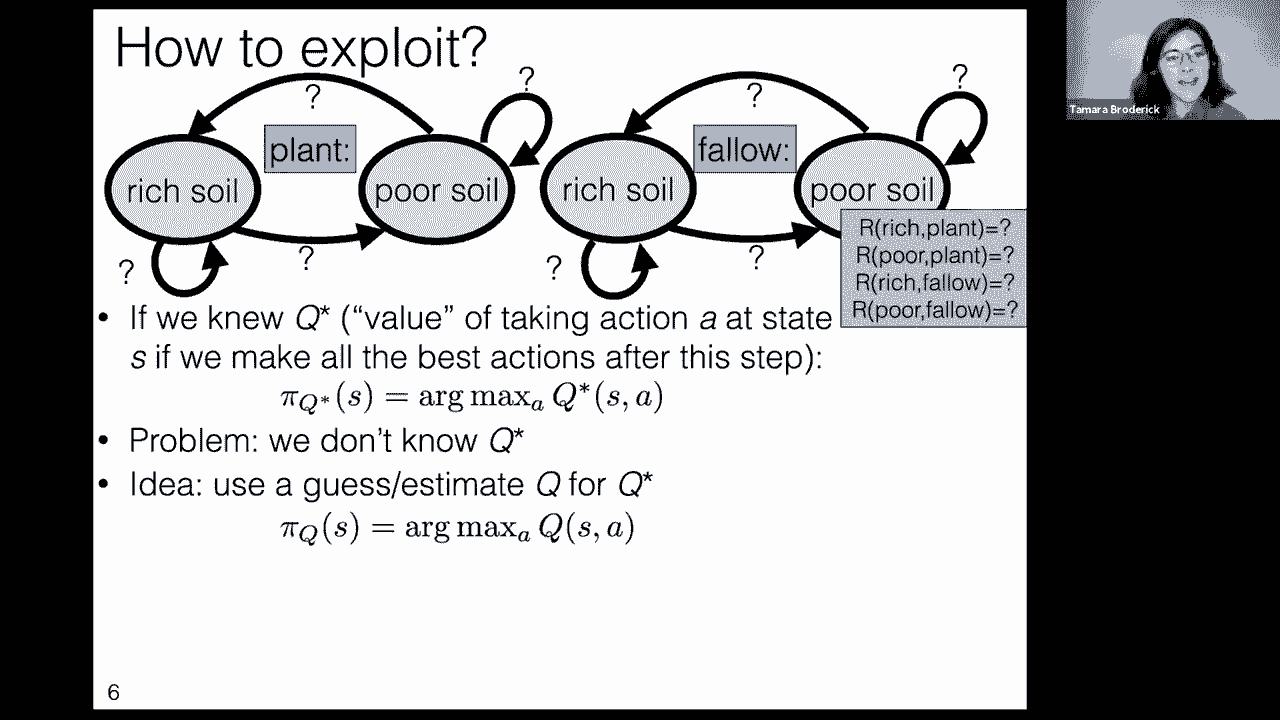 How to exploit?
Tamara Broderick
? ? ? ?
plant: fallow:
rich soil poor soil rich soil poor soil
? ? ? ?
R(rich,plant)=?
R(poor,plant)=?
R(rich,fallow)=?
R(poor,fallow)=?
• If we knew Q* (“value” of taking action a at state
s if we make all the best actions after this step):
π_{Q*}(s) = arg max_a Q*(s, a)
• Problem: we don’t know Q*
• Idea: use a guess/estimate Q for Q*
π_Q(s) = arg max_a Q(s, a)
6